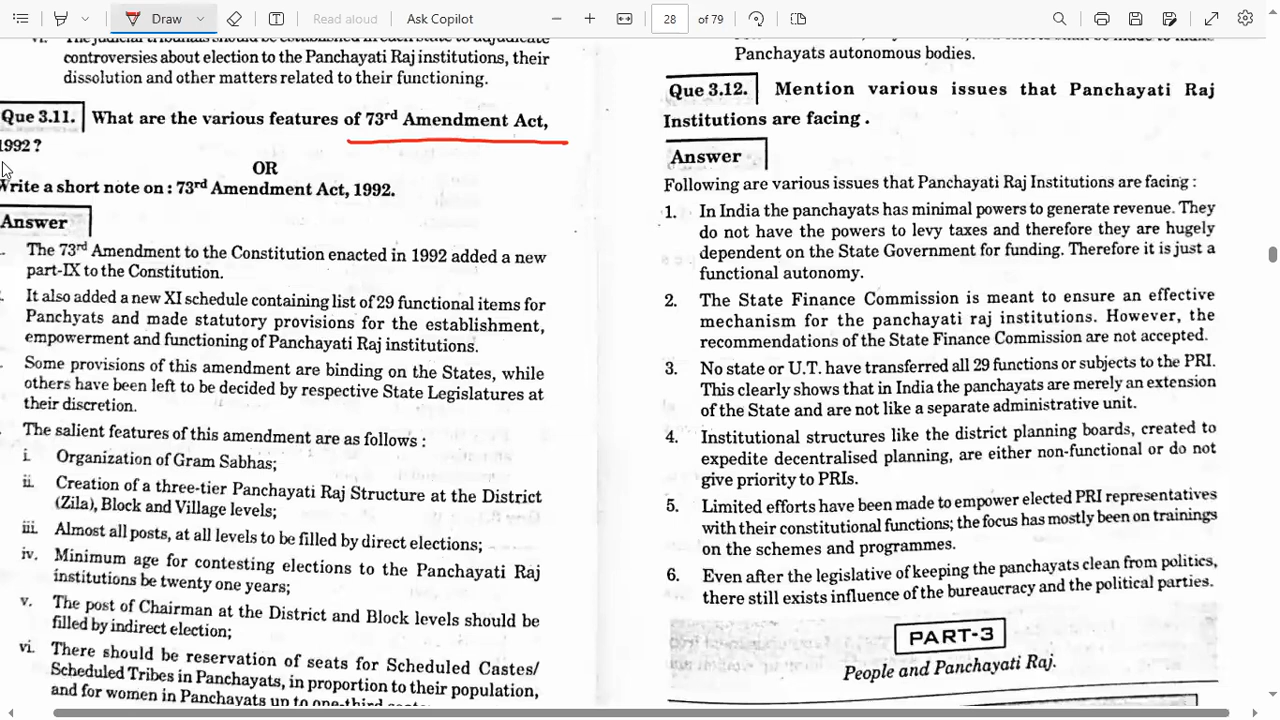 Draw
Read aloud
Ask Copilot
28
of 79
controversies about election to the Panchayati Raj institutions, their
dissolution and other matters related to their functioning.
Que 3.11. What are the various features of 73rd Amendment Act,
1992 ?
OR
Write a short note on : 73rd Amendment Act, 1992.
Answer
The 73rd Amendment to the Constitution enacted in 1992 added a new
part-IX to the Constitution.
It also added a new XI schedule containing list of 29 functional items for
Panchyats and made statutory provisions for the establishment,
empowerment and functioning of Panchayati Raj institutions.
Some provisions of this amendment are binding on the States, while
others have been left to be decided by respective State Legislatures at
their discretion.
The salient features of this amendment are as follows :
i. Organization of Gram Sabhas;
ii. Creation of a three-tier Panchayati Raj Structure at the District
(Zila), Block and Village levels;
iii. Almost all posts, at all levels to be filled by direct elections;
iv. Minimum age for contesting elections to the Panchayati Raj
institutions be twenty one years;
v. The post of Chairman at the District and Block levels should be
filled by indirect election;
vi. There should be reservation of seats for Scheduled Castes/
Scheduled Tribes in Panchayats, in proportion to their population,
and for women in Panchayats up to one-third
Panchayats autonomous bodies.
Que 3.12. Mention various issues that Panchayati Raj
Institutions are facing .
Answer
Following are various issues that Panchayati Raj Institutions are facing :
1. In India the panchayats has minimal powers to generate revenue. They
do not have the powers to levy taxes and therefore they are hugely
dependent on the State Government for funding. Therefore it is just a
functional autonomy.
2. The State Finance Commission is meant to ensure an effective
mechanism for the panchayati raj institutions. However, the
recommendations of the State Finance Commission are not accepted.
3. No state or U.T. have transferred all 29 functions or subjects to the PRI.
This clearly shows that in India the panchayats are merely an extension
of the State and are not like a separate administrative unit.
4. Institutional structures like the district planning boards, created to
expedite decentralised planning, are either non-functional or do not
give priority to PRIs.
5. Limited efforts have been made to empower elected PRI representatives
with their constitutional functions; the focus has mostly been on trainings
on the schemes and programmes.
6. Even after the legislative of keeping the panchayats clean from politics,
there still exists influence of the bureaucracy and the political parties.
PART-3
People and Panchayati Raj.